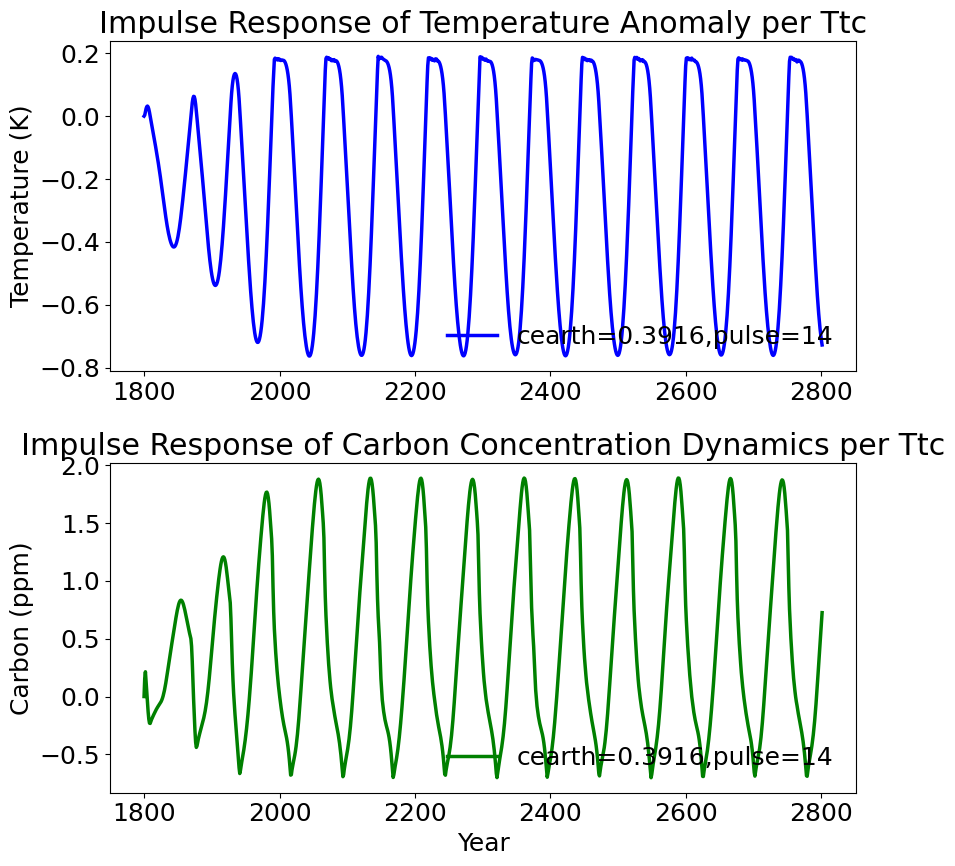 Impulse Response of Temperature Anomaly per Ttc
Temperature (K)
0.2
0.0
−0.2
−0.4
−0.6
−0.8
cearth=0.3916,pulse=14
1800 2000 2200 2400 2600 2800
Impulse Response of Carbon Concentration Dynamics per Ttc
Carbon (ppm)
2.0
1.5
1.0
0.5
0.0
−0.5
cearth=0.3916,pulse=14
1800 2000 2200 2400 2600 2800
Year